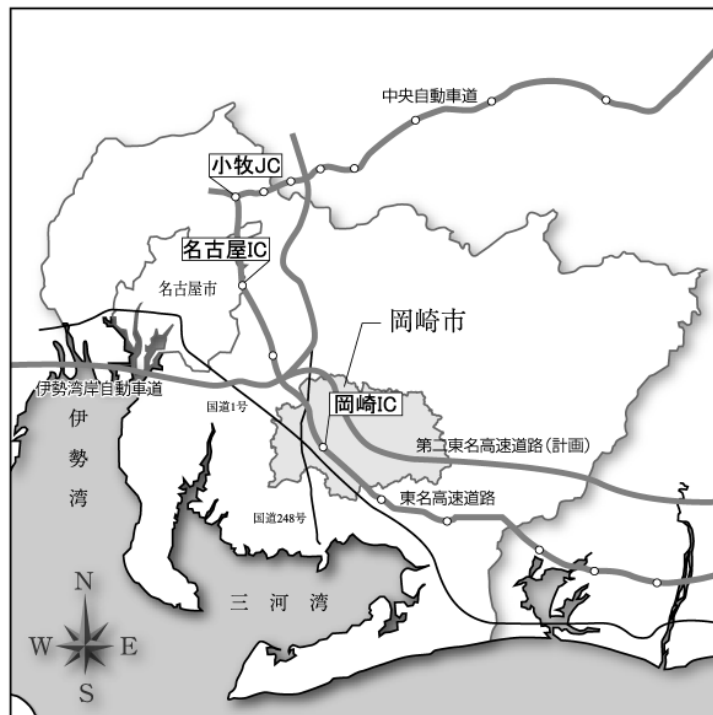 中央自動車道
小牧JC
名古屋IC
名古屋市
岡崎市
伊勢湾岸自動車道
岡崎IC
国道1号
伊勢湾
第二東名高速道路(計画)
東名高速道路
国道248号
三河湾
N
W
E
S